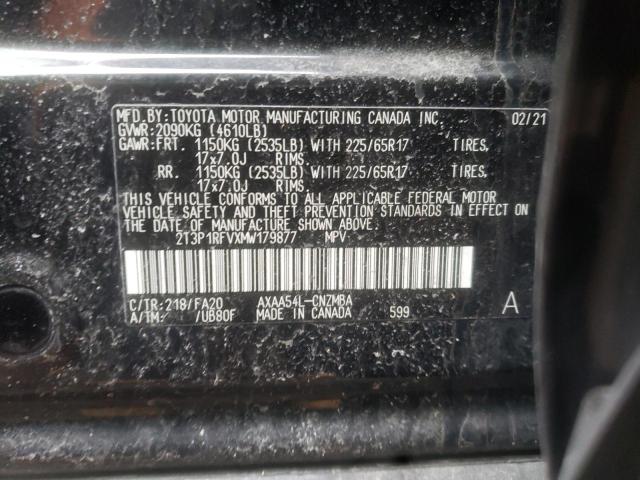 MFD.BY:TOYOTA MOTOR MANUFACTURING CANADA INC. 02/21
GVWR:2090KG (4610LB)
GAWR:FRT. 1150KG (2535LB) WITH 225/65R17 TIRES,
17x7.0J RIMS.
RR. 1150KG (2535LB) WITH 225/65R17 TIRES,
17x7.0J RIMS.
THIS VEHICLE CONFORMS TO ALL APPLICABLE FEDERAL MOTOR
VEHICLE SAFETY AND THEFT PREVENTION STANDARDS IN EFFECT ON
THE DATE OF MANUFACTURE SHOWN ABOVE.
2T3P1RFVXMW179877 MPV
C/TR:218/FA20 AXAA54L-CNZMBA A
A/TM: /UB80F MADE IN CANADA 599